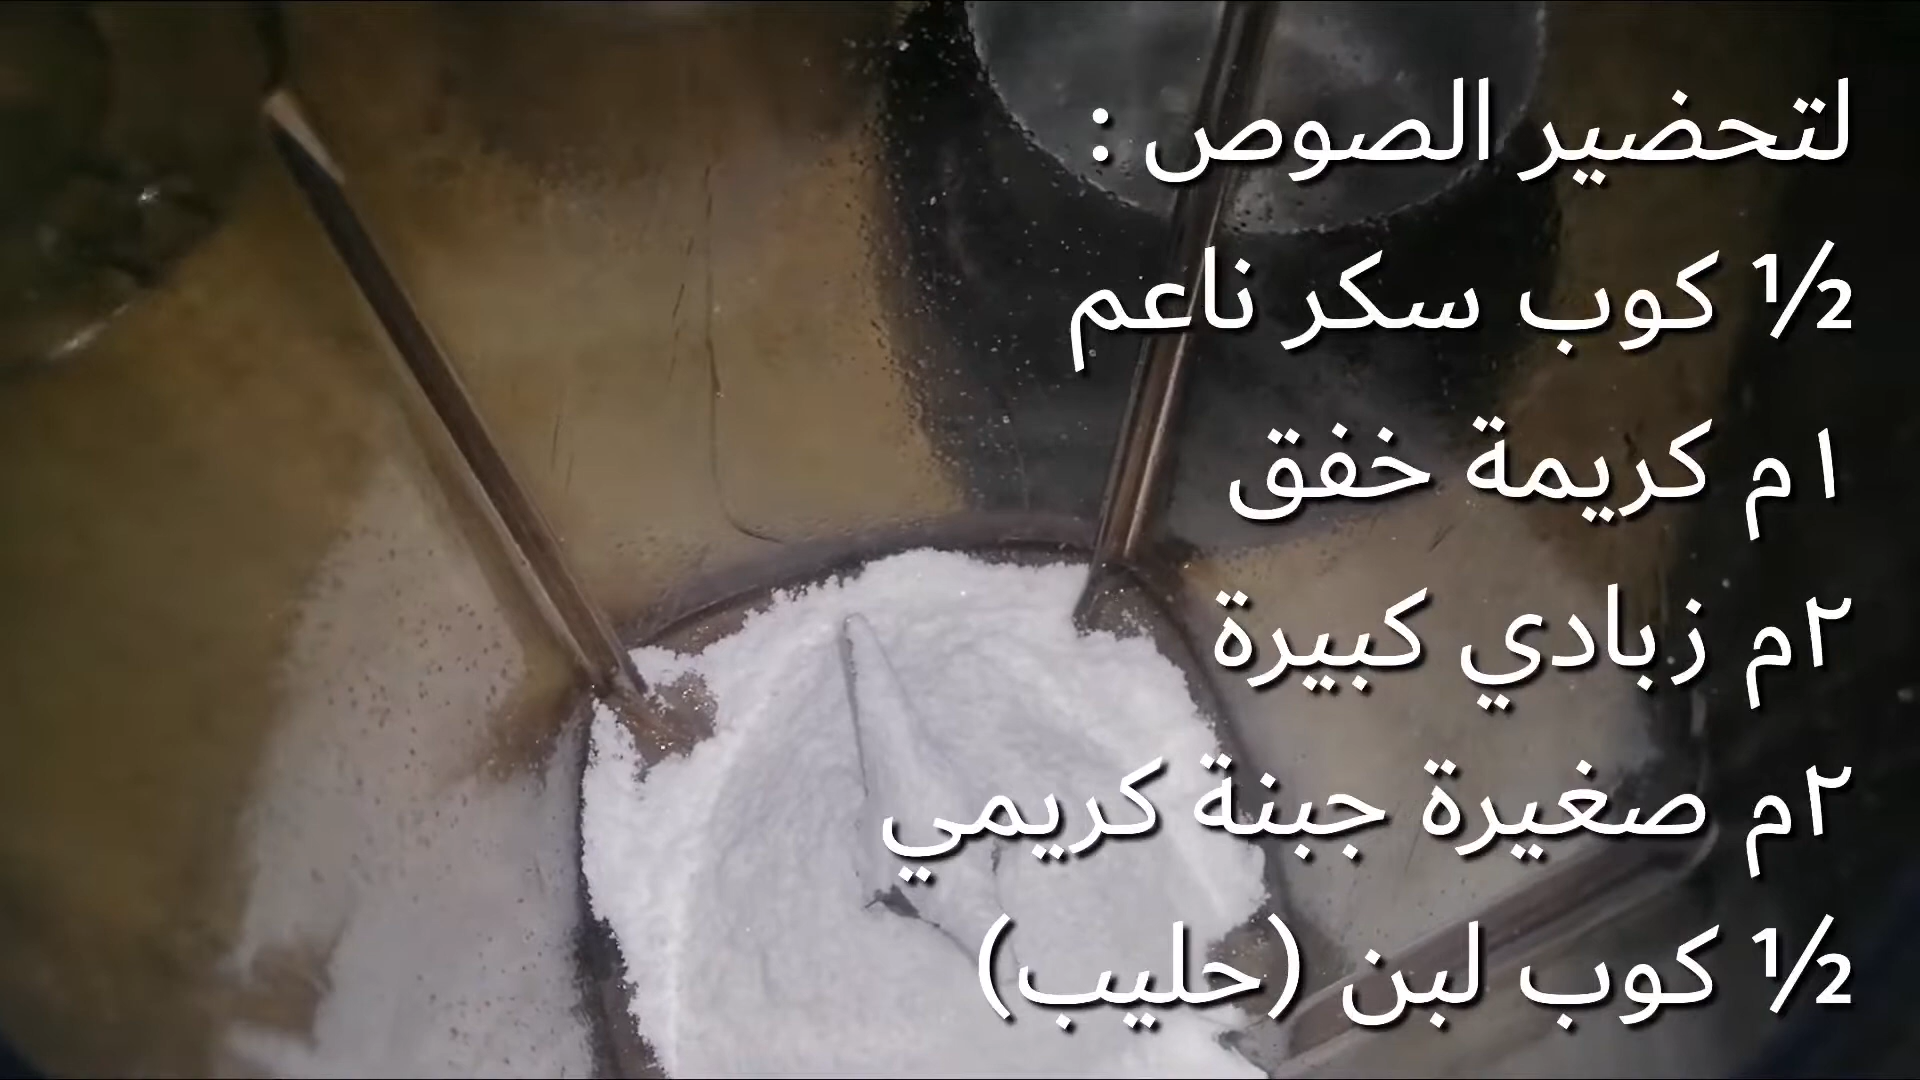 لتحضير الصوص :
½ كوب سكر ناعم
١م كريمة خفق
٢م زبادي كبيرة
٢م صغيرة جبنة كريمي
½ كوب لبن (حليب)